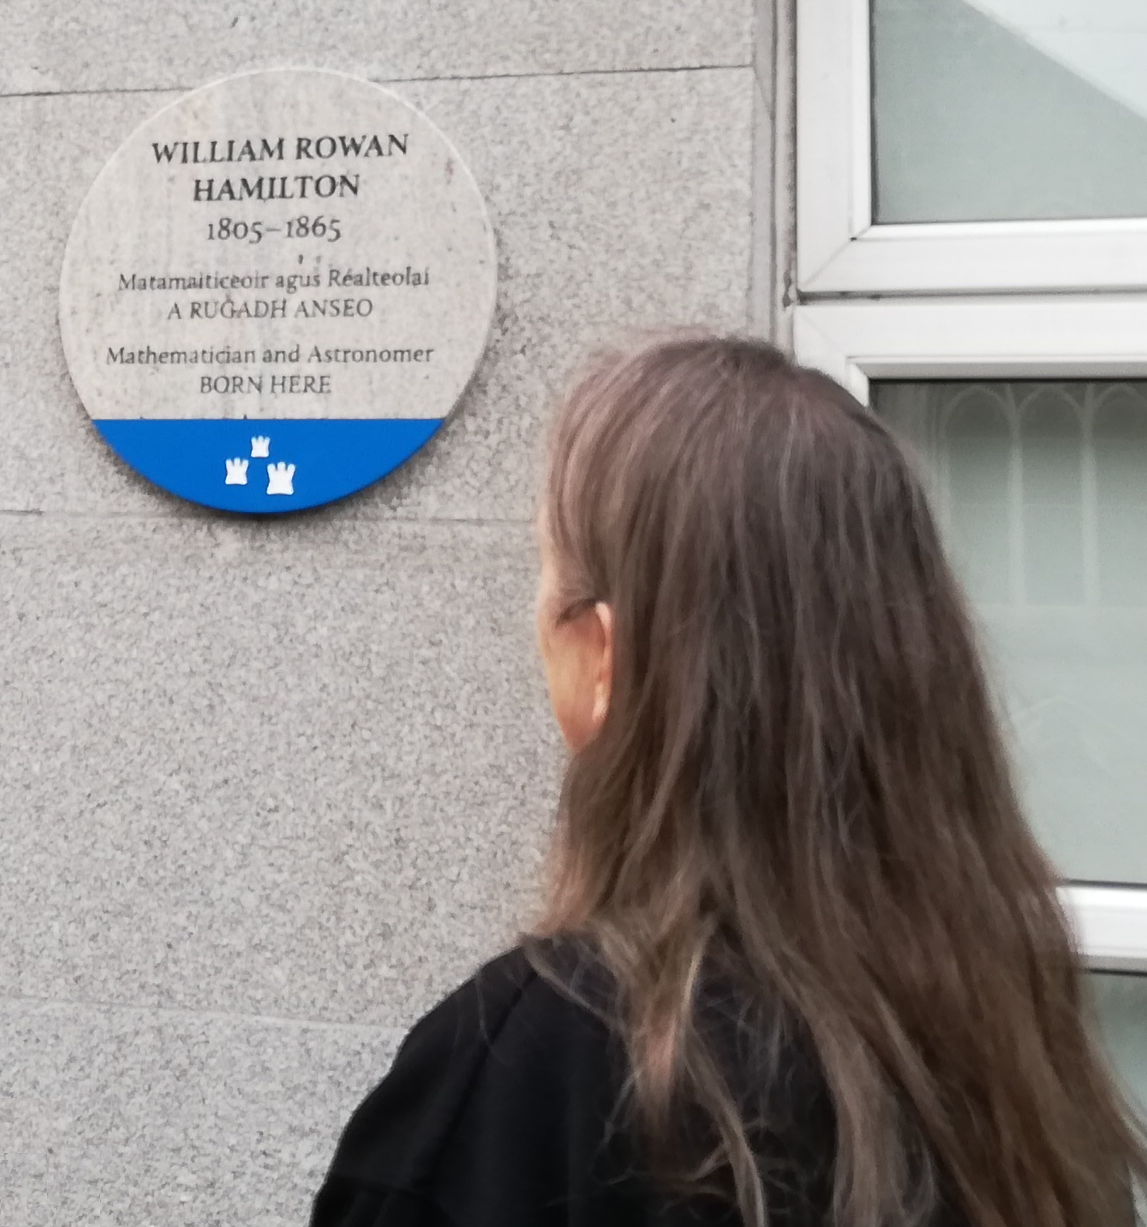 WILLIAM ROWAN
HAMILTON
1805–1865
Matamaiticeoir agus Réalteolaí
A RUGADH ANSEO
Mathematician and Astronomer
BORN HERE